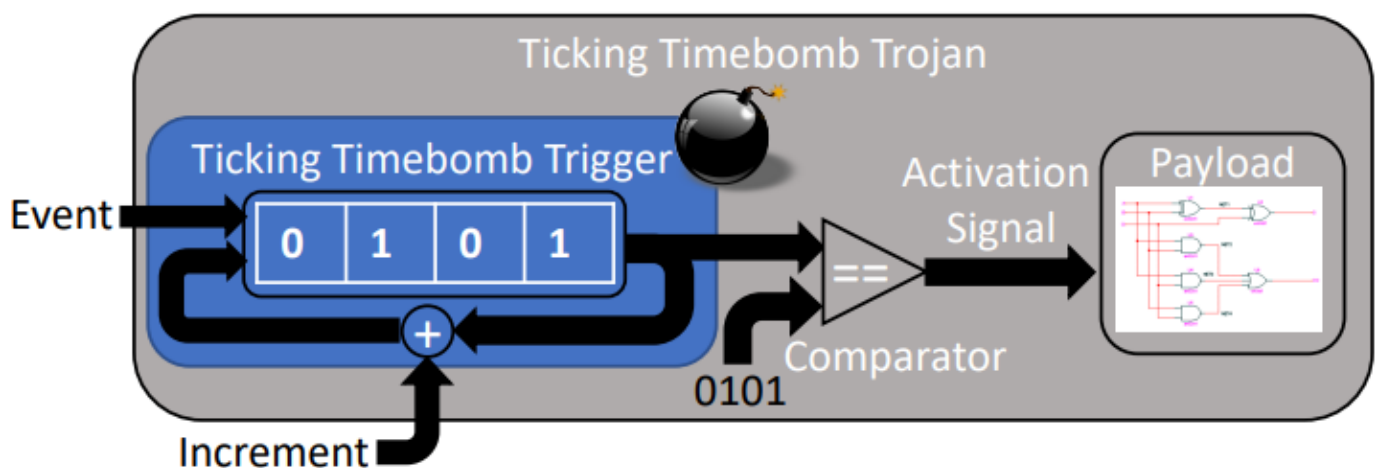 Ticking Timebomb Trojan
Ticking Timebomb Trigger
Event
0 1 0 1
+
Increment
0101
==
Comparator
Activation
Signal
Payload